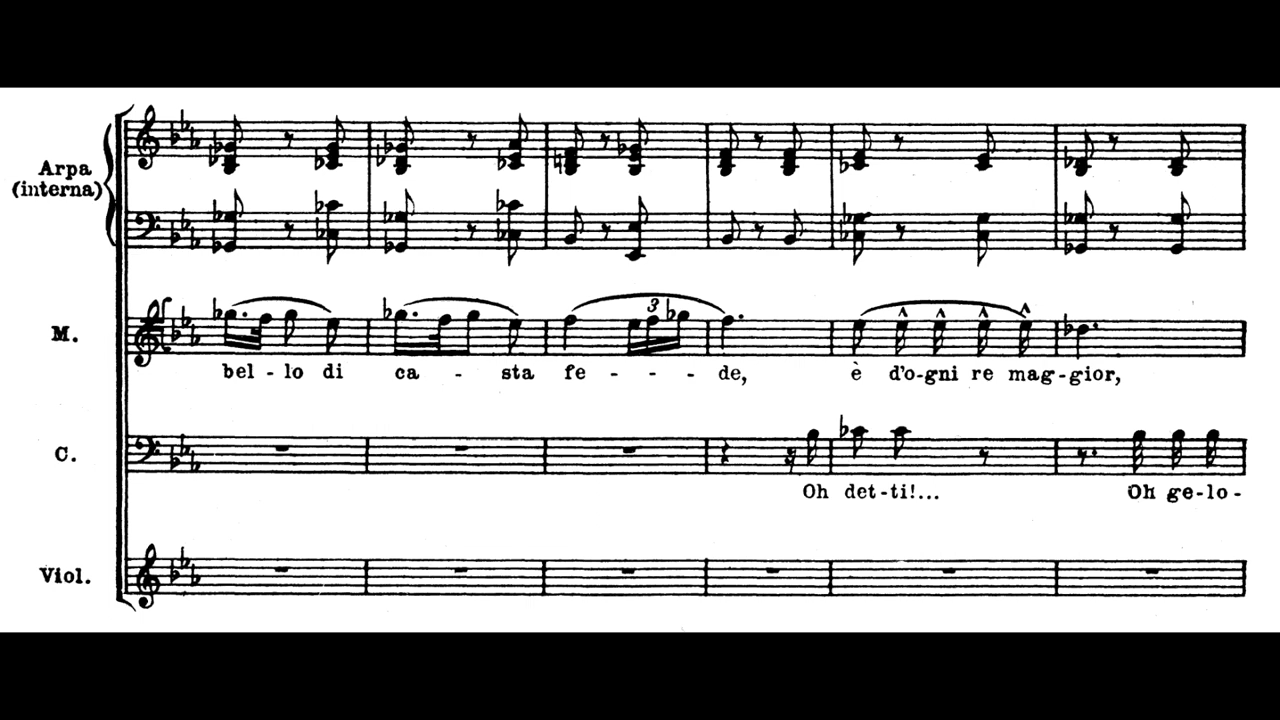 Arpa
(interna)
M.
3
bel - lo di ca - sta fe - - - de, è d'o-gni re mag-gior,
C.
Oh det-ti!... Oh ge-lo-
Viol.